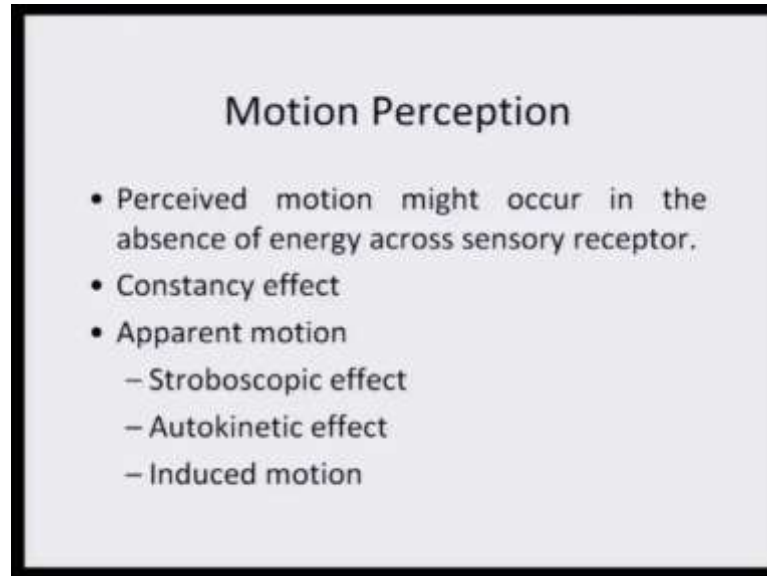 Motion Perception
• Perceived motion might occur in the
absence of energy across sensory receptor.
• Constancy effect
• Apparent motion
– Stroboscopic effect
– Autokinetic effect
– Induced motion